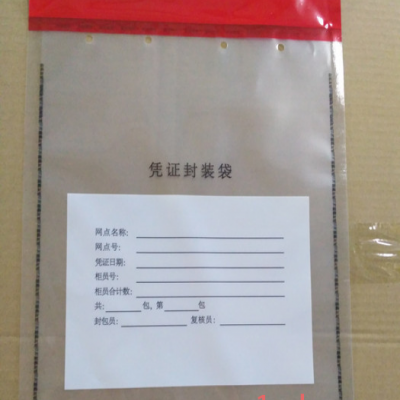 凭证封装袋
网点名称:
网点号:
凭证日期:
柜员号:
柜员合计数:
共: 包, 第 包
封包员: 复核员: